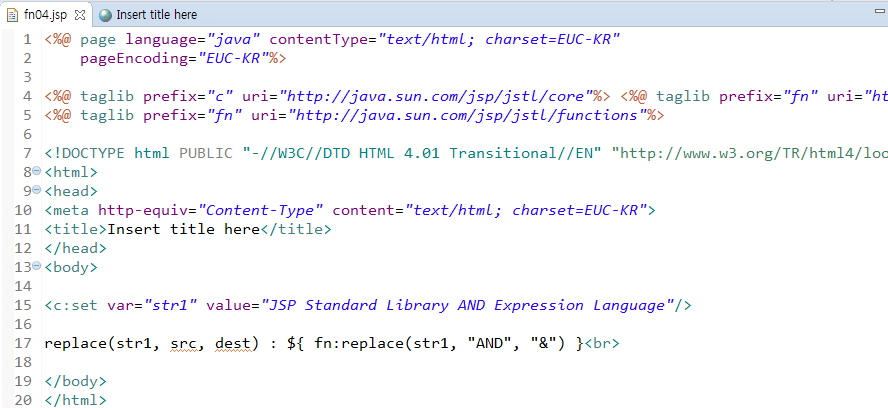 fn04.jsp Insert title here
1 <%@ page language="java" contentType="text/html; charset=EUC-KR"
2 pageEncoding="EUC-KR"%>
3
4 <%@ taglib prefix="c" uri="http://java.sun.com/jsp/jstl/core"%> <%@ taglib prefix="fn" uri="ht
5 <%@ taglib prefix="fn" uri="http://java.sun.com/jsp/jstl/functions"%>
6
7 <!DOCTYPE html PUBLIC "-//W3C//DTD HTML 4.01 Transitional//EN" "http://www.w3.org/TR/html4/loo
8 <html>
9 <head>
10 <meta http-equiv="Content-Type" content="text/html; charset=EUC-KR">
11 <title>Insert title here</title>
12 </head>
13 <body>
14
15 <c:set var="str1" value="JSP Standard Library AND Expression Language"/>
16
17 replace(str1, src, dest) : ${ fn:replace(str1, "AND", "&") }<br>
18
19 </body>
20 </html>